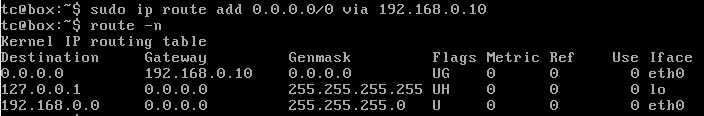 tc@box:~$ sudo ip route add 0.0.0.0/0 via 192.168.0.10
tc@box:~$ route -n
Kernel IP routing table
Destination     Gateway         Genmask         Flags Metric Ref    Use Iface
0.0.0.0         192.168.0.10    0.0.0.0         UG    0      0        0 eth0
127.0.0.1       0.0.0.0         255.255.255.255 UH    0      0        0 lo
192.168.0.0     0.0.0.0         255.255.255.0   U     0      0        0 eth0